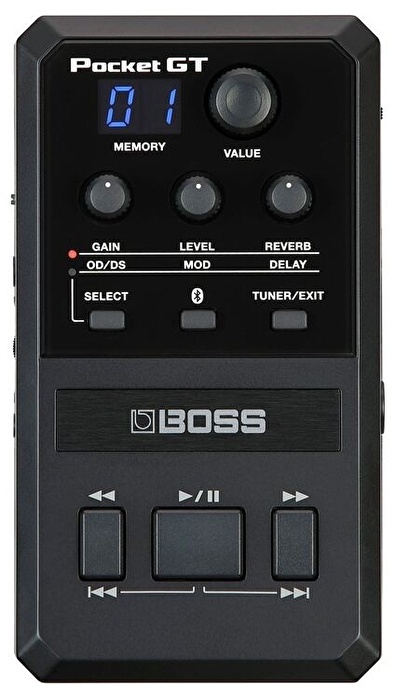 Pocket GT
01
MEMORY
VALUE
GAIN LEVEL REVERB
OD/DS MOD DELAY
SELECT TUNER/EXIT
BOSS